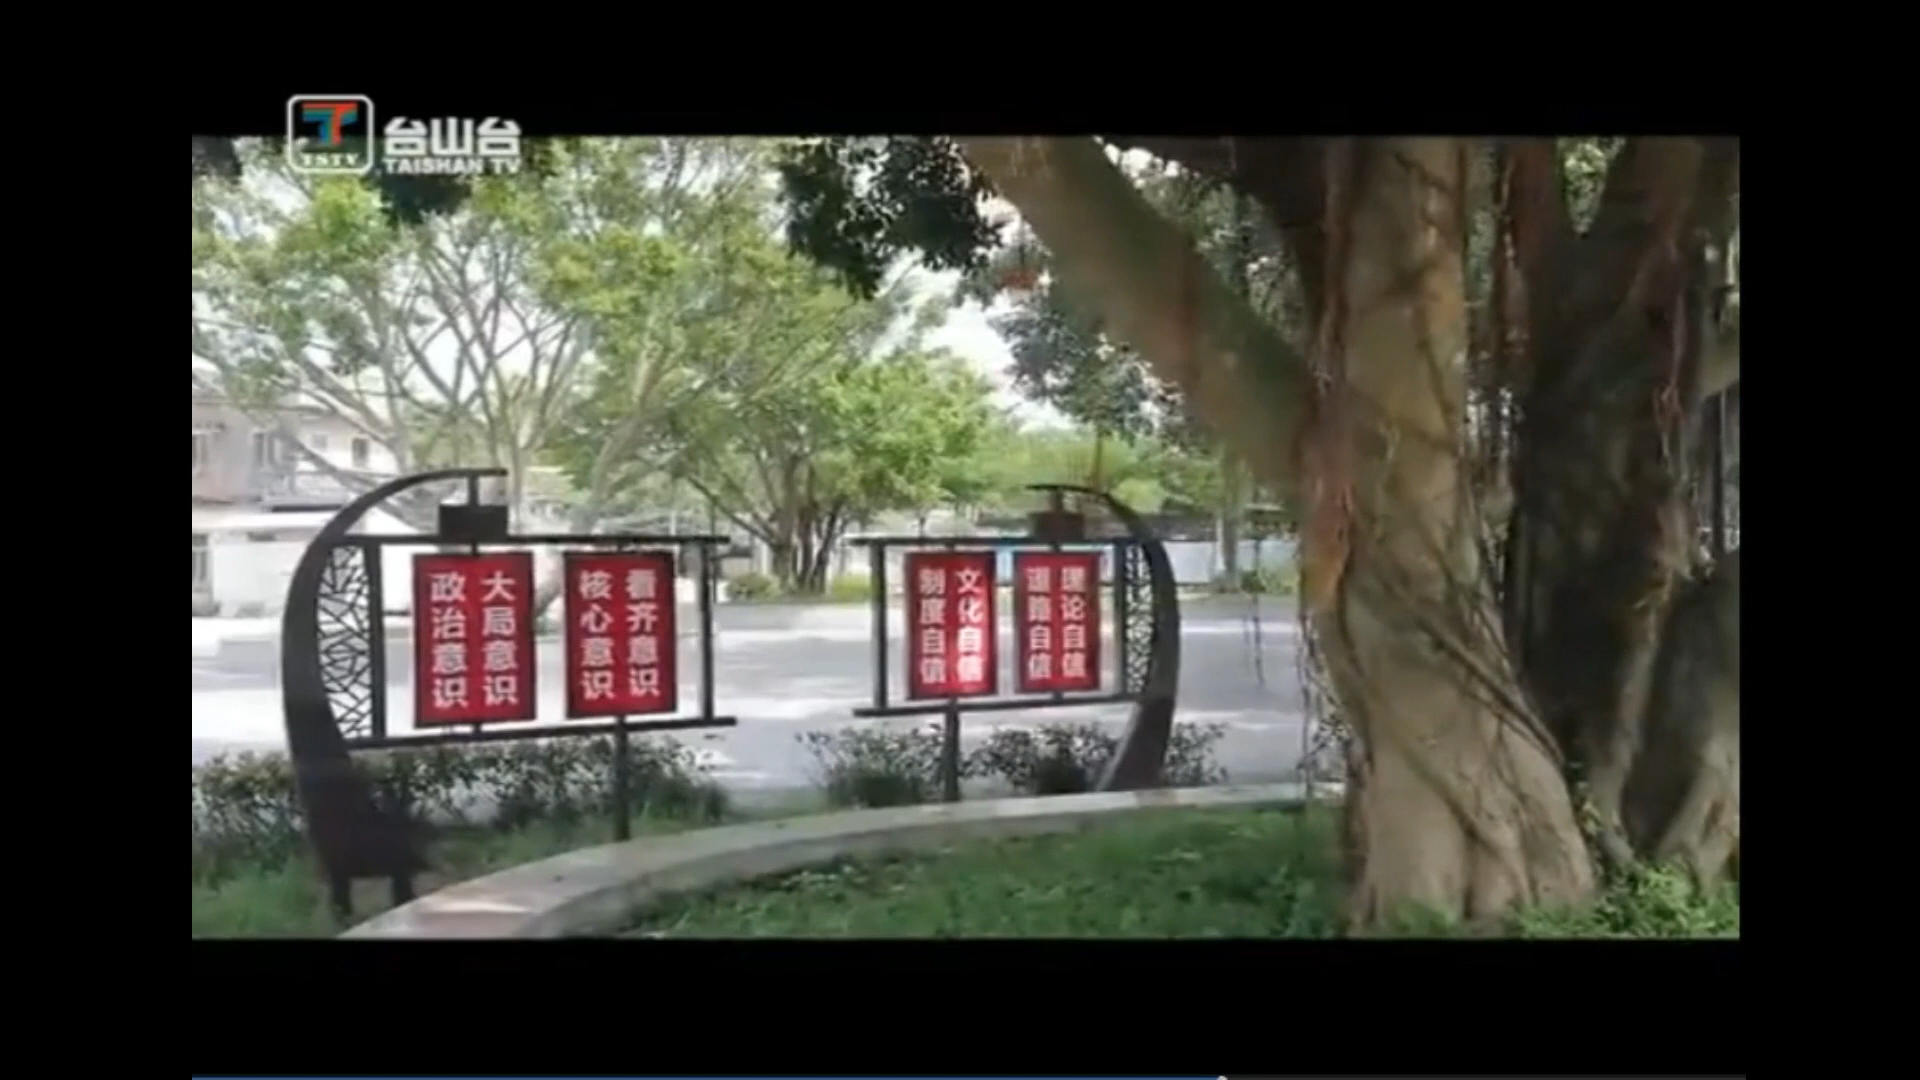 TSTV
台山台
TAISHAN TV
政治意识
大局意识
核心意识
看齐意识
制度自信
文化自信
道路自信
理论自信